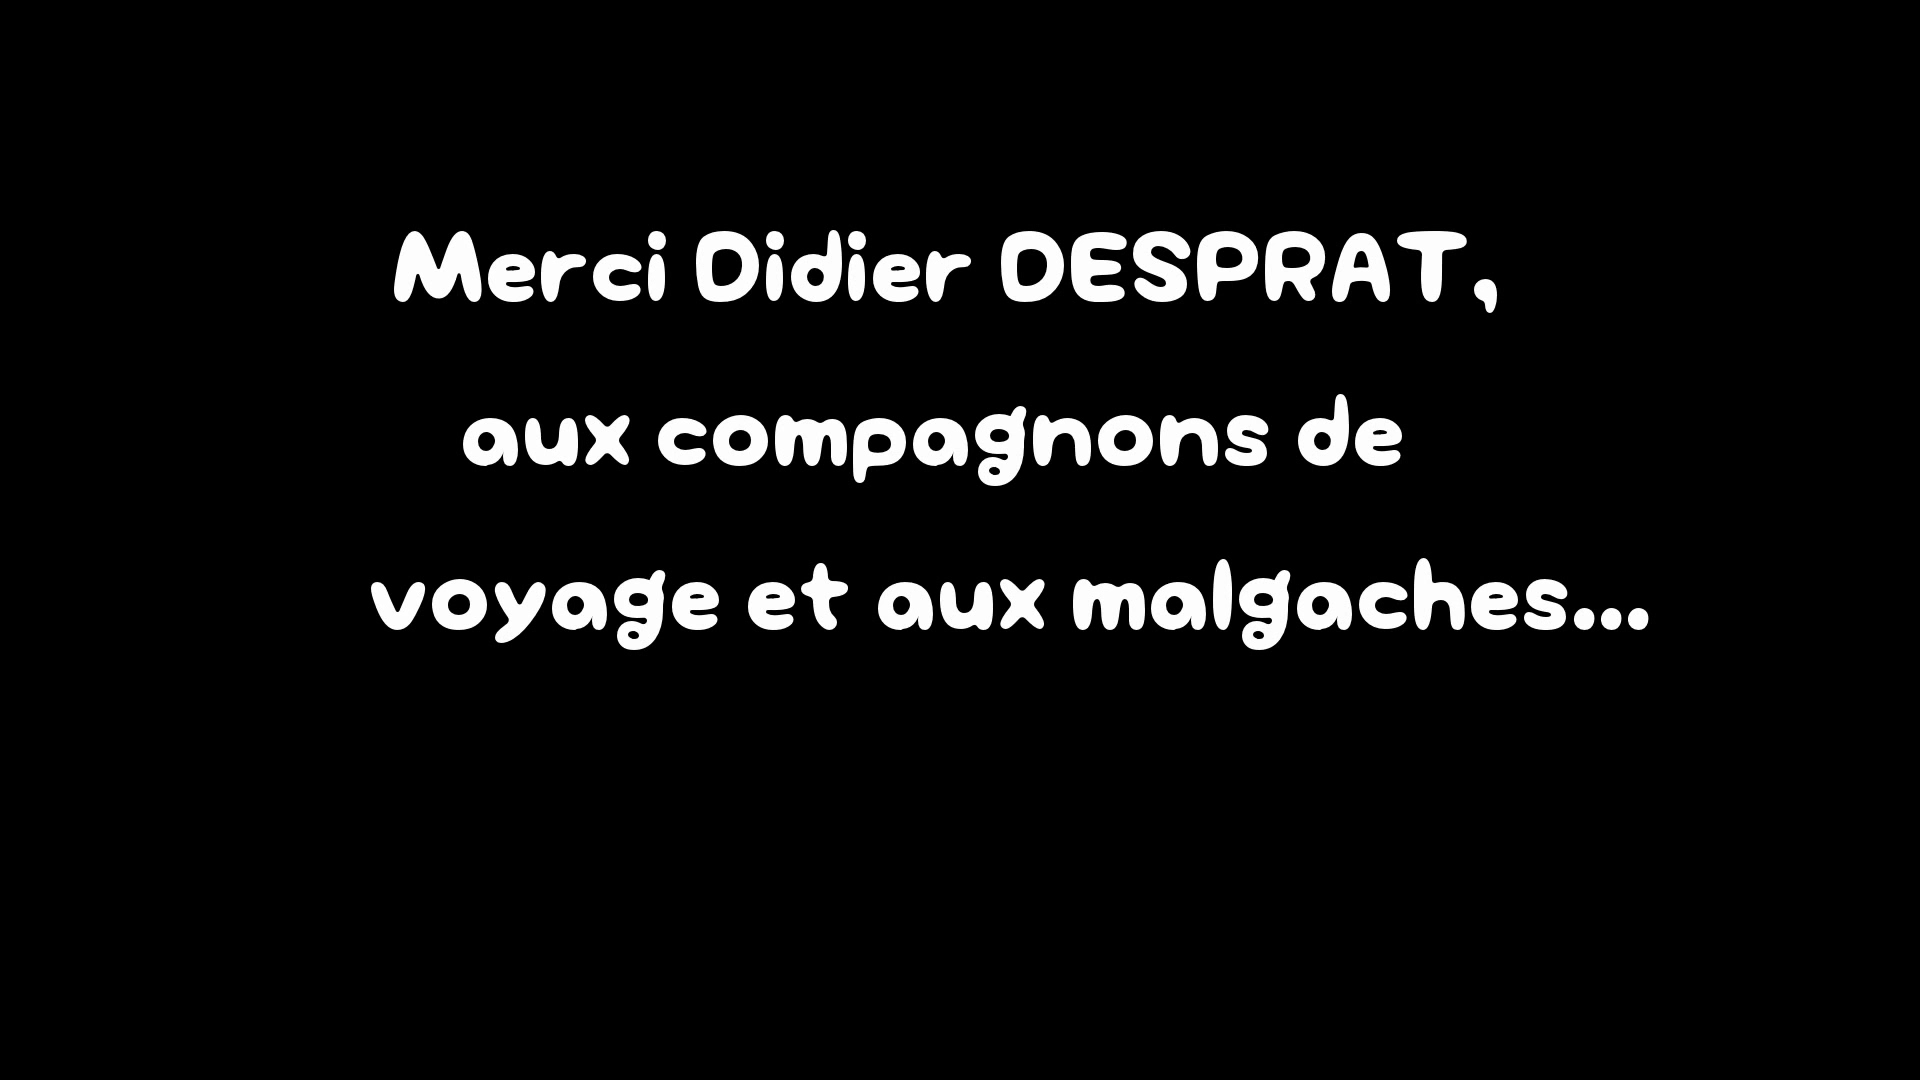 Merci Didier DESPRAT,
aux compagnons de
voyage et aux malgaches...